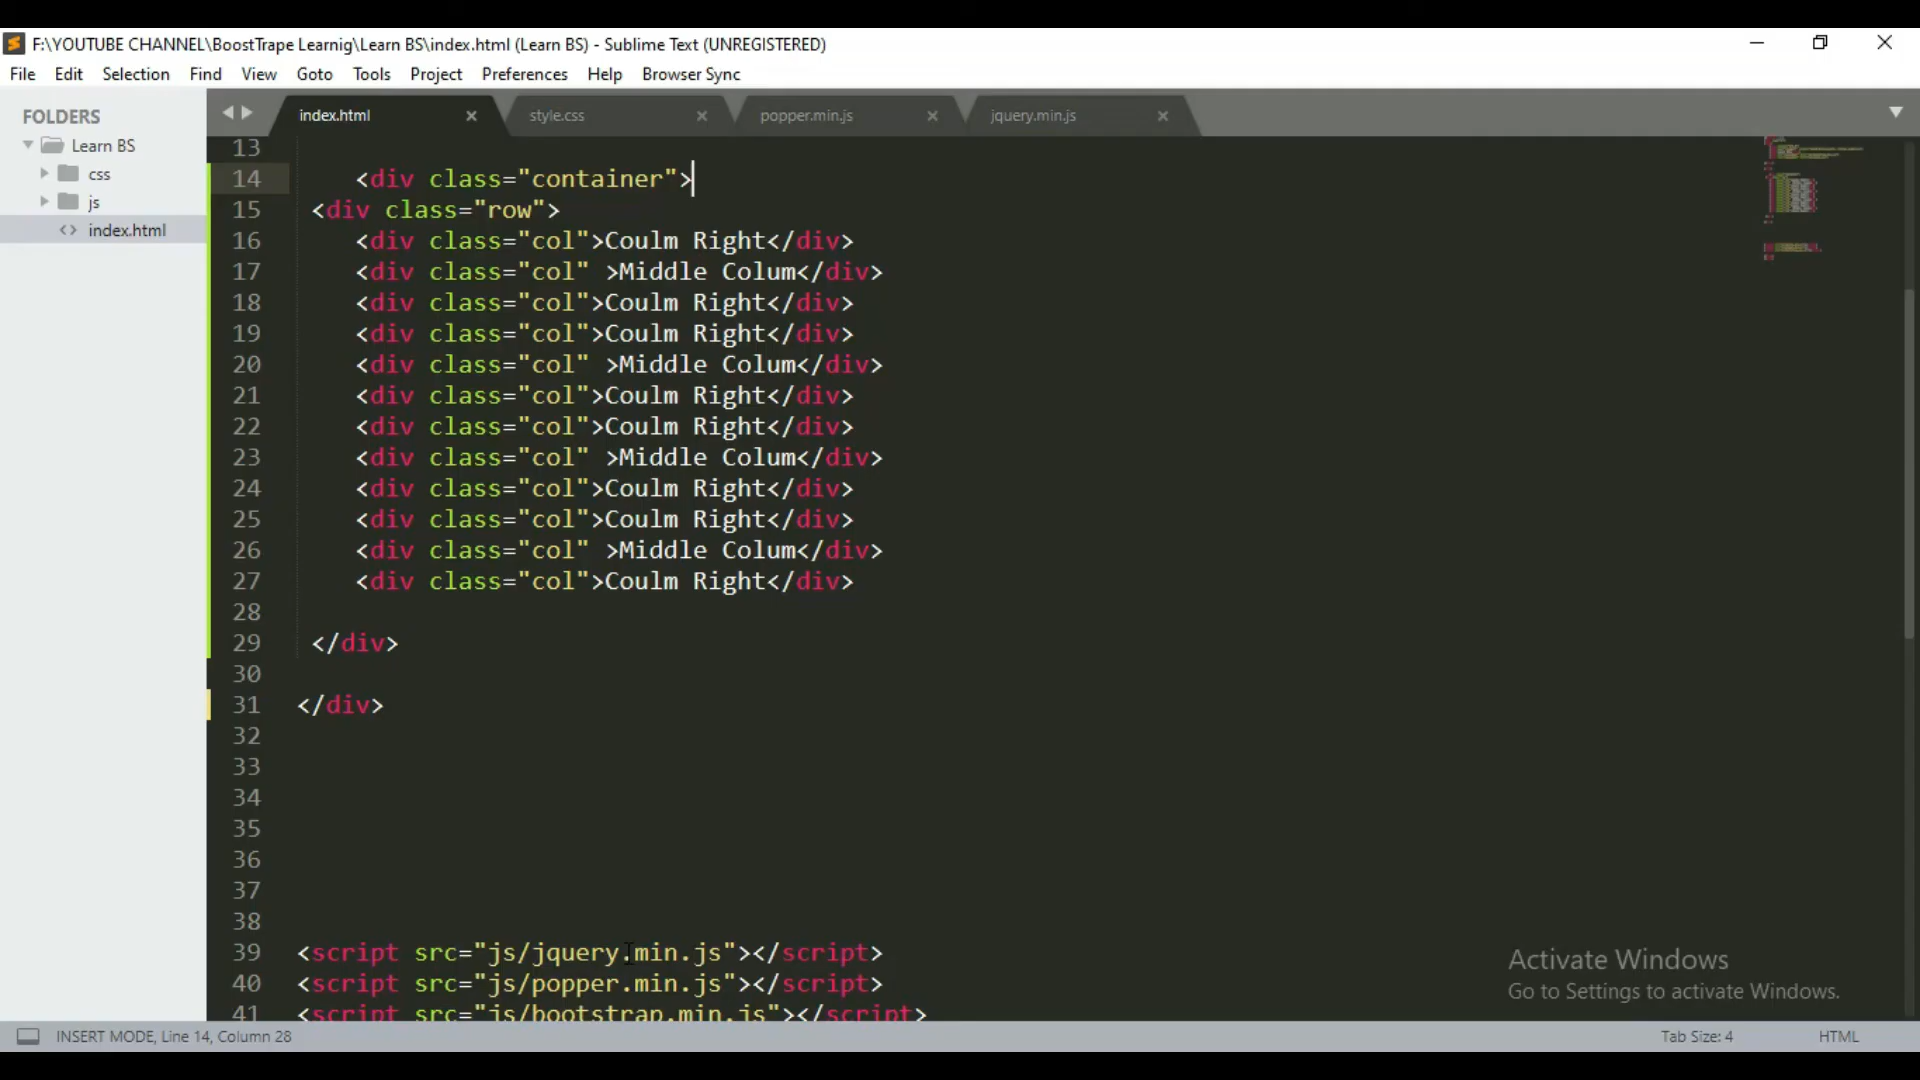 F:\YOUTUBE CHANNEL\BoostTrape Learnig\Learn BS\index.html (Learn BS) - Sublime Text (UNREGISTERED)
File Edit Selection Find View Goto Tools Project Preferences Help Browser Sync
FOLDERS
Learn BS
css
js
<> index.html
index.html style.css popper.min.js jquery.min.js
13
14 <div class="container">
15 <div class="row">
16 <div class="col">Coulm Right</div>
17 <div class="col" >Middle Colum</div>
18 <div class="col">Coulm Right</div>
19 <div class="col">Coulm Right</div>
20 <div class="col" >Middle Colum</div>
21 <div class="col">Coulm Right</div>
22 <div class="col">Coulm Right</div>
23 <div class="col" >Middle Colum</div>
24 <div class="col">Coulm Right</div>
25 <div class="col">Coulm Right</div>
26 <div class="col" >Middle Colum</div>
27 <div class="col">Coulm Right</div>
28
29 </div>
30
31 </div>
32
33
34
35
36
37
38
39 <script src="js/jquery.min.js"></script>
40 <script src="js/popper.min.js"></script>
41 <script src="js/bootstrap.min.js"></script>
Activate Windows
Go to Settings to activate Windows.
INSERT MODE, Line 14, Column 28 Tab Size: 4 HTML